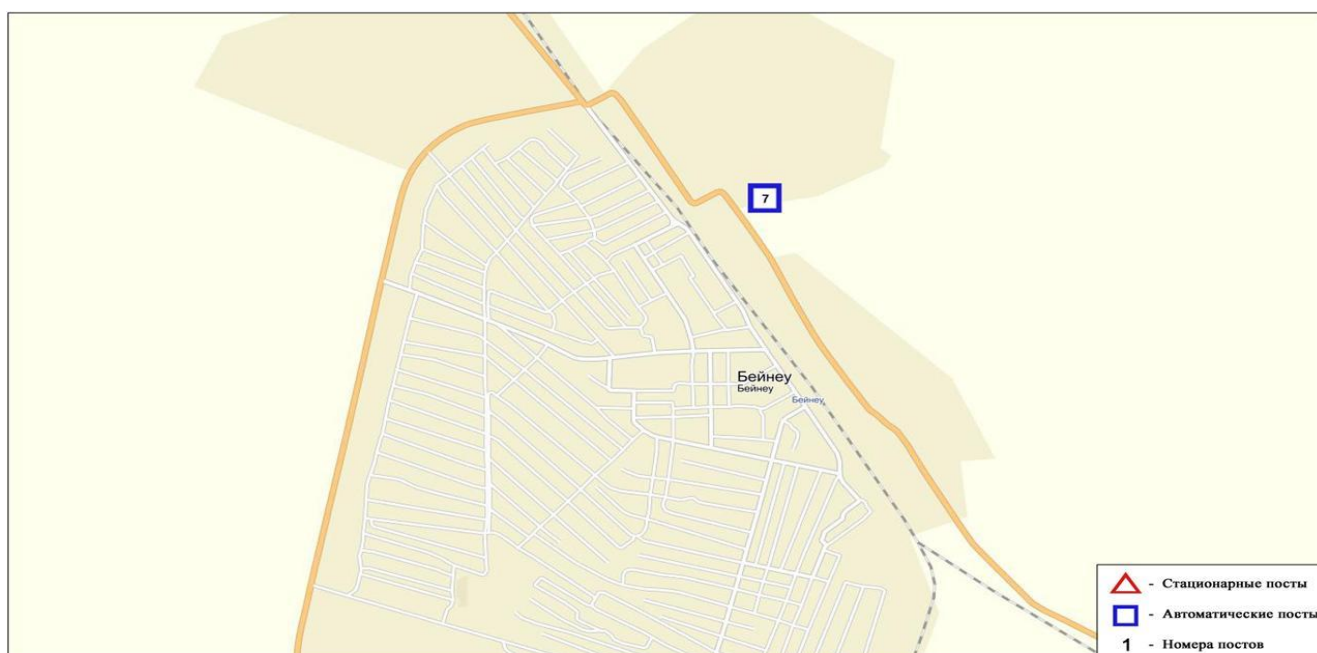 7
Бейнеу
Бейнеу
Бейнеу
- Стационарные посты
- Автоматические посты
1 - Номера постов